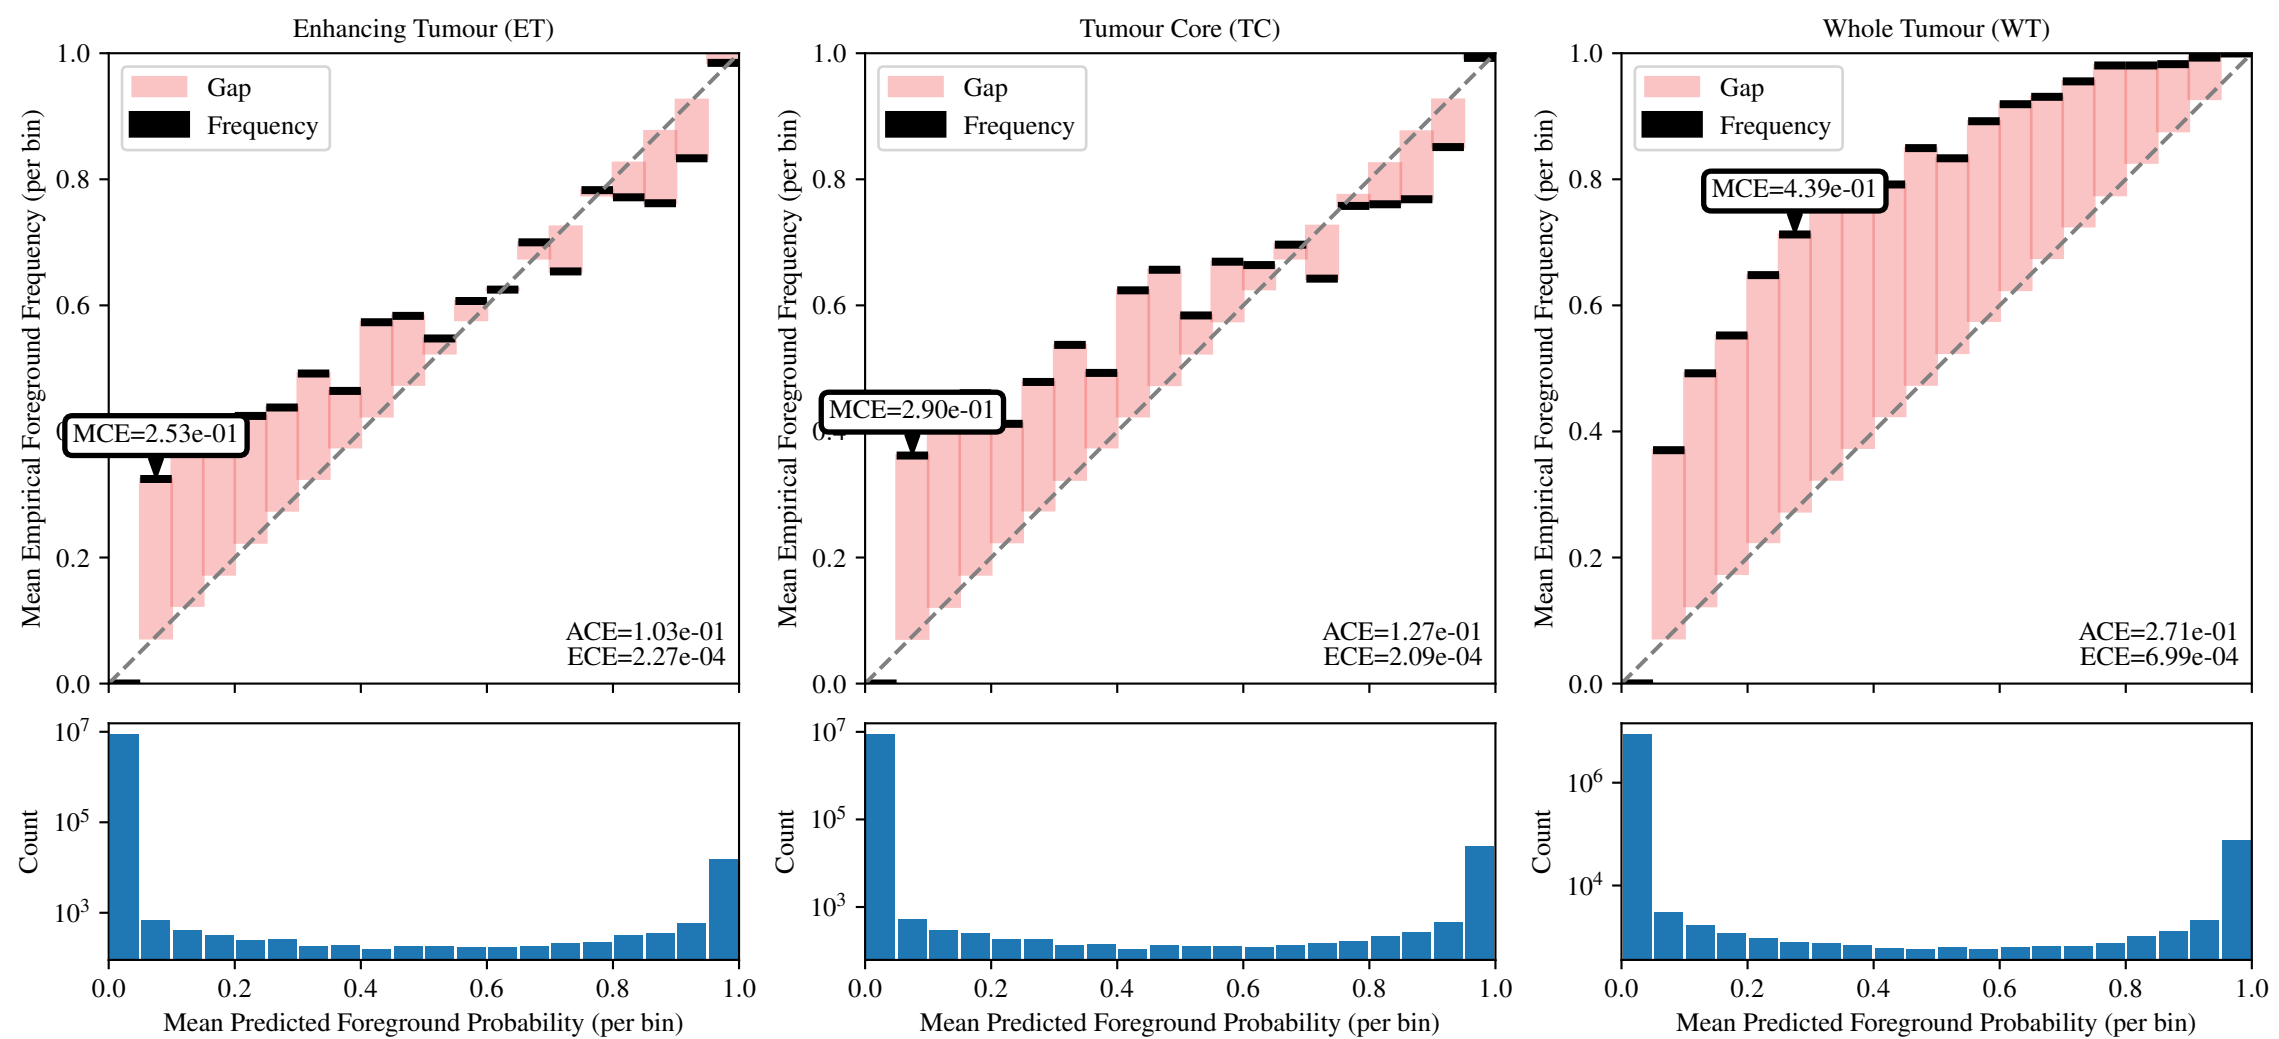 Enhancing Tumour (ET)
Mean Empirical Foreground Frequency (per bin)
1.0
0.8
0.6
0.2
0.0
Gap
Frequency
MCE=2.53e-01
ACE=1.03e-01
ECE=2.27e-04
Count
10^7
10^5
10^3
0.0 0.2 0.4 0.6 0.8 1.0
Mean Predicted Foreground Probability (per bin)
Tumour Core (TC)
Mean Empirical Foreground Frequency (per bin)
1.0
0.8
0.6
0.4
0.2
0.0
Gap
Frequency
MCE=2.90e-01
ACE=1.27e-01
ECE=2.09e-04
Count
10^7
10^5
10^3
0.0 0.2 0.4 0.6 0.8 1.0
Mean Predicted Foreground Probability (per bin)
Whole Tumour (WT)
Mean Empirical Foreground Frequency (per bin)
1.0
0.8
0.6
0.4
0.2
0.0
Gap
Frequency
MCE=4.39e-01
ACE=2.71e-01
ECE=6.99e-04
Count
10^6
10^4
0.0 0.2 0.4 0.6 0.8 1.0
Mean Predicted Foreground Probability (per bin)